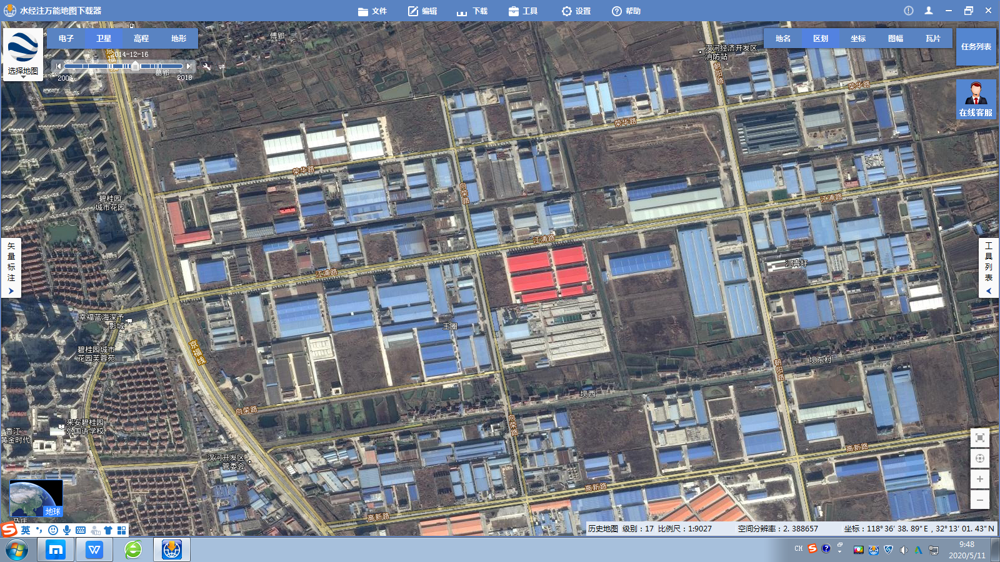 水经注万能地图下载器
文件
编辑
下载
工具
设置
帮助
选择地图
电子
卫星
高程
地形
2014-12-16
2006
2018
地名
区划
坐标
图幅
瓦片
任务列表
在线客服
傅郢
葛郢
汊河经济开发区
消防站
朝阳路
荣华路
荣华路
荣华路
向荣路
江浦路
江浦路
江浦路
碧桂园
城市花园
矢量标注
工具列表
江青圩
王圈
幸福蓝海深予
影城
碧桂园城市
花园芙蓉苑
京福线
朝阳路
坝东村
坝西
向荣路
向荣路
来安碧桂园
外国语学校
香江
黄金时代
汊河开发区
管委会
高新路
高新路
高新路
地球
马庄
英
历史地图 级别：17 比例尺：1:9027
空间分辨率：2.388657
坐标：118°36′38.89″E，32°13′01.43″N
CH
9:48
2020/5/11